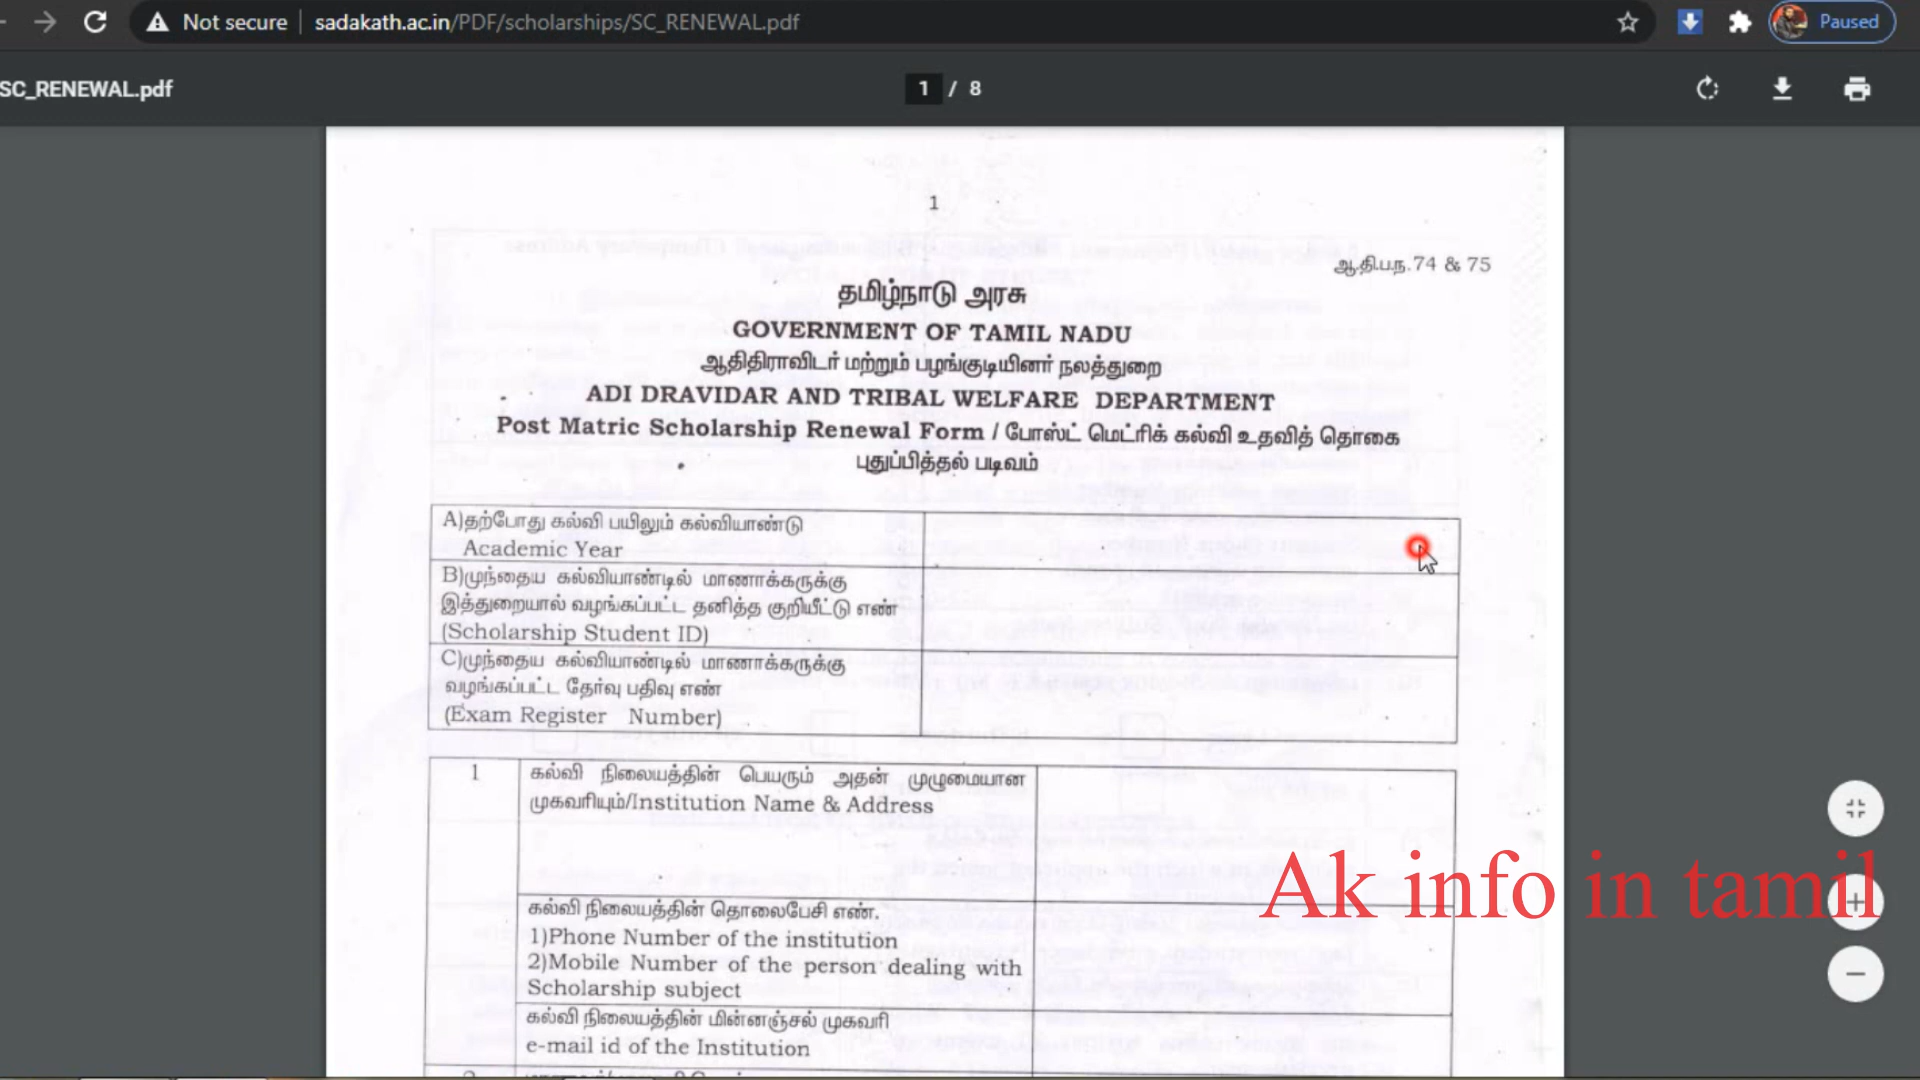 Not secure
sadakath.ac.in/PDF/scholarships/SC_RENEWAL.pdf
Paused
SC_RENEWAL.pdf
1 / 8
1
ஆ.தி.ப.ந.74 & 75
தமிழ்நாடு அரசு
GOVERNMENT OF TAMIL NADU
ஆதிதிராவிடர் மற்றும் பழங்குடியினர் நலத்துறை
ADI DRAVIDAR AND TRIBAL WELFARE DEPARTMENT
Post Matric Scholarship Renewal Form / போஸ்ட் மெட்ரிக் கல்வி உதவித் தொகை
புதுப்பித்தல் படிவம்
A)தற்போது கல்வி பயிலும் கல்வியாண்டு
Academic Year
B)முந்தைய கல்வியாண்டில் மாணாக்கருக்கு
இத்துறையால் வழங்கப்பட்ட தனித்த குறியீட்டு எண்
(Scholarship Student ID)
C)முந்தைய கல்வியாண்டில் மாணாக்கருக்கு
வழங்கப்பட்ட தேர்வு பதிவு எண்
(Exam Register Number)
1
கல்வி நிலையத்தின் பெயரும் அதன் முழுமையான
முகவரியும்/Institution Name & Address
கல்வி நிலையத்தின் தொலைபேசி எண்.
1)Phone Number of the institution
2)Mobile Number of the person dealing with
Scholarship subject
கல்வி நிலையத்தின் மின்னஞ்சல் முகவரி
e-mail id of the Institution
Ak info in tamil